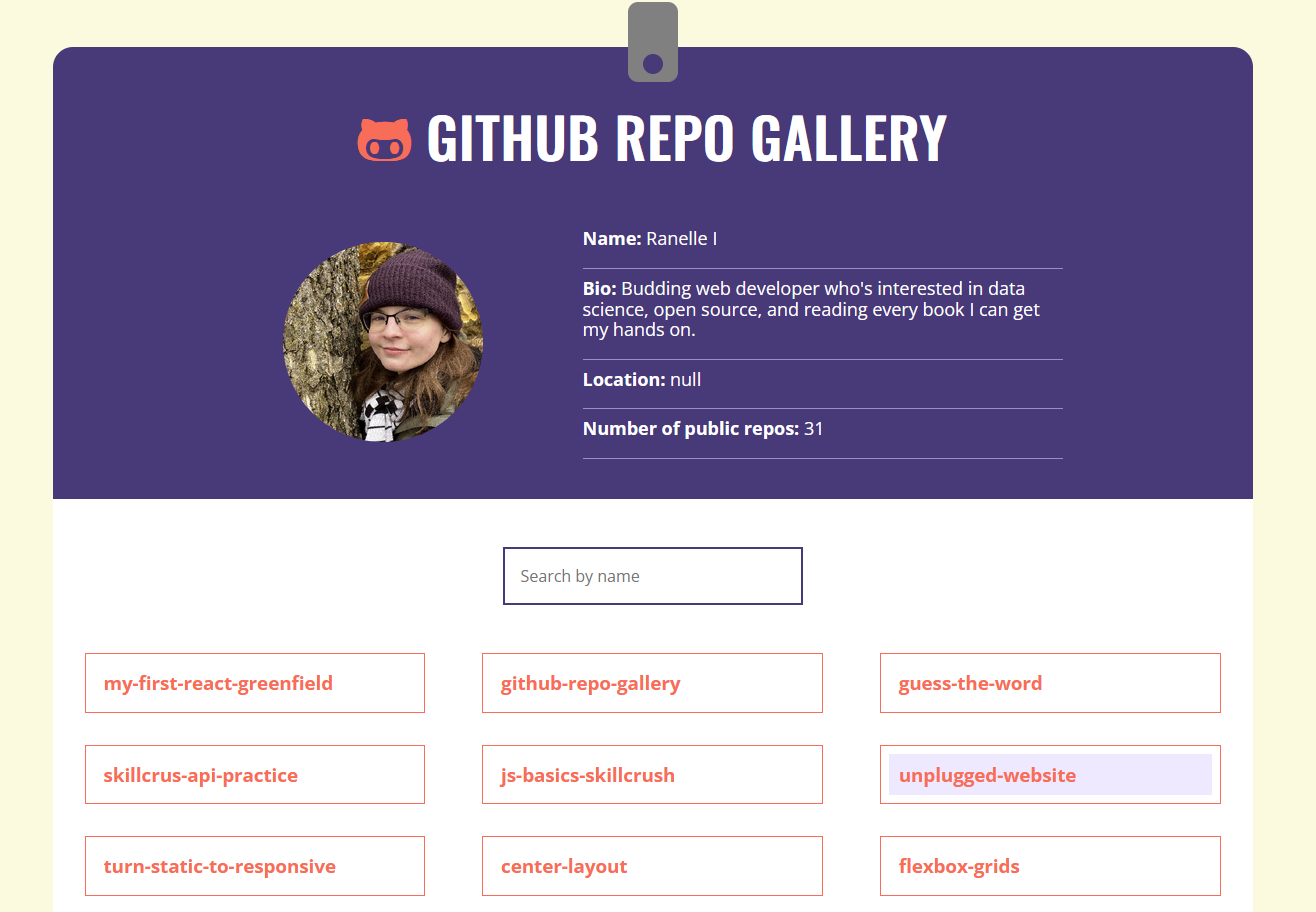 GITHUB REPO GALLERY
Name: Ranelle I
Bio: Budding web developer who's interested in data
science, open source, and reading every book I can get
my hands on.
Location: null
Number of public repos: 31
Search by name
my-first-react-greenfield
github-repo-gallery
guess-the-word
skillcrus-api-practice
js-basics-skillcrush
unplugged-website
turn-static-to-responsive
center-layout
flexbox-grids